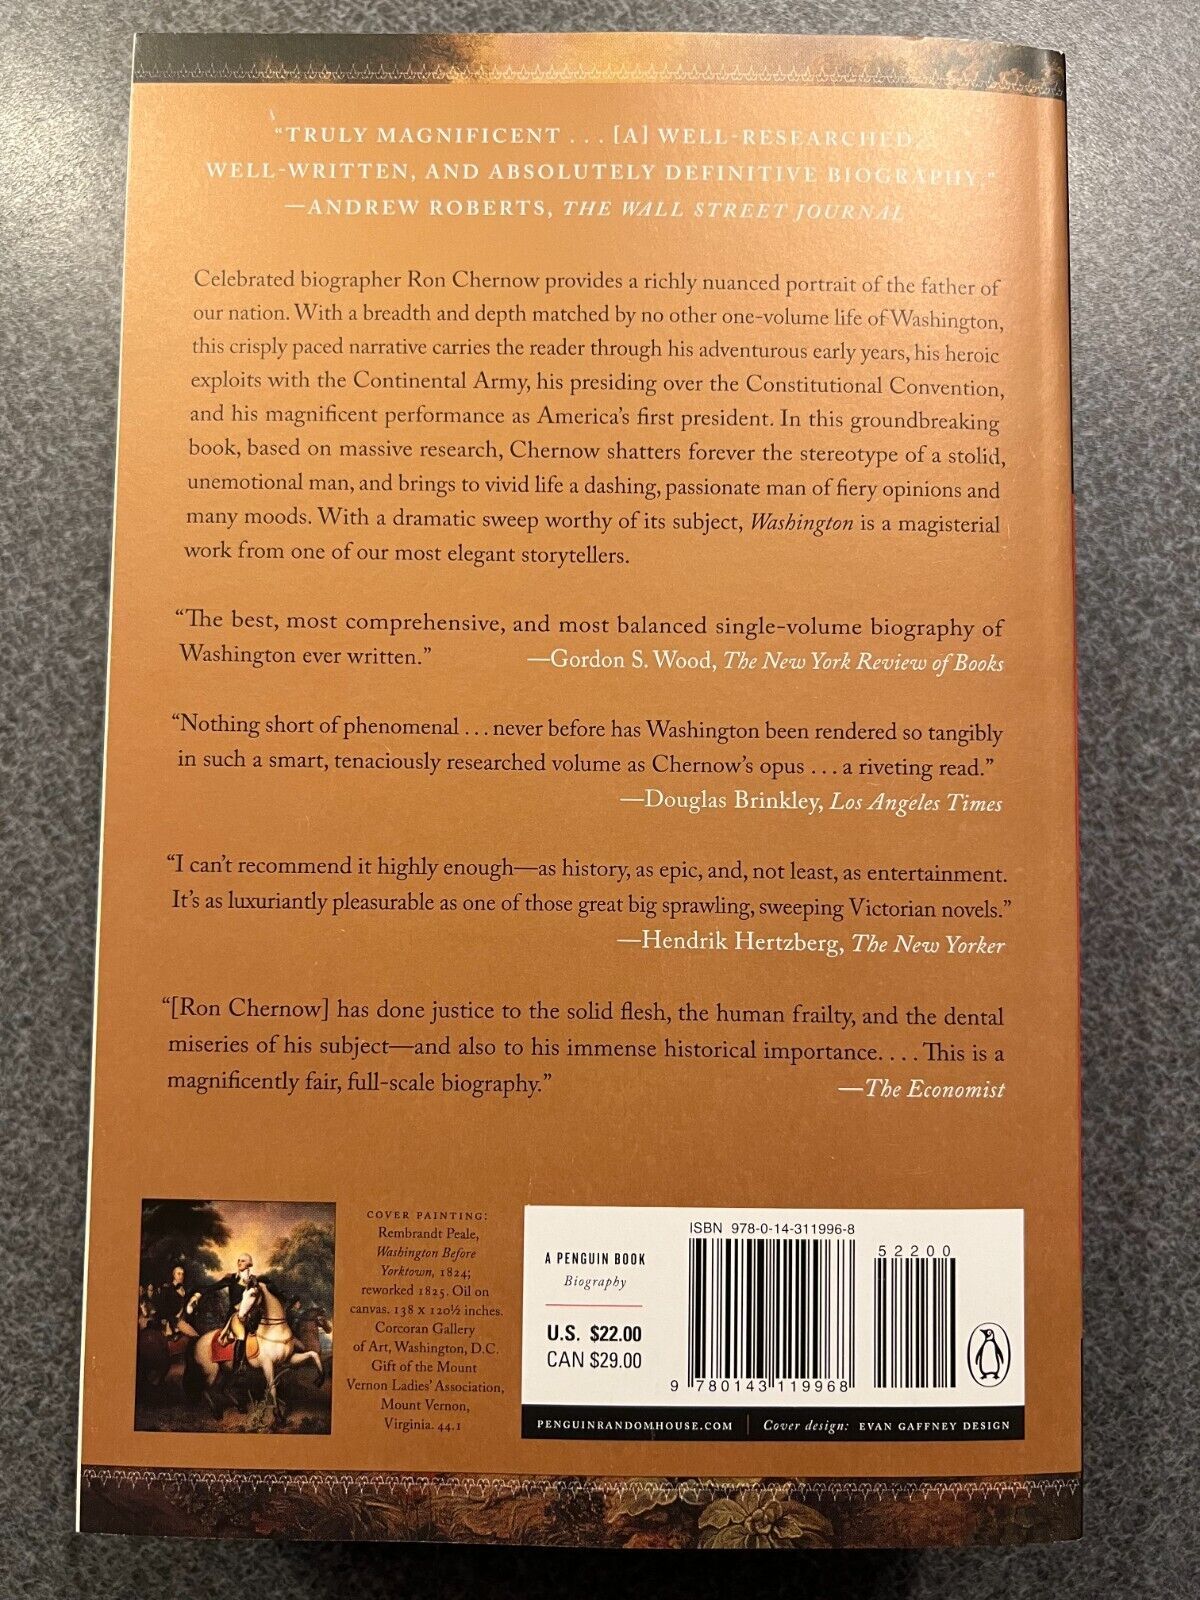 “TRULY MAGNIFICENT . . . [A] WELL-RESEARCHED,
WELL-WRITTEN, AND ABSOLUTELY DEFINITIVE BIOGRAPHY.”
—ANDREW ROBERTS, THE WALL STREET JOURNAL
Celebrated biographer Ron Chernow provides a richly nuanced portrait of the father of
our nation. With a breadth and depth matched by no other one-volume life of Washington,
this crisply paced narrative carries the reader through his adventurous early years, his heroic
exploits with the Continental Army, his presiding over the Constitutional Convention,
and his magnificent performance as America’s first president. In this groundbreaking
book, based on massive research, Chernow shatters forever the stereotype of a stolid,
unemotional man, and brings to vivid life a dashing, passionate man of fiery opinions and
many moods. With a dramatic sweep worthy of its subject, Washington is a magisterial
work from one of our most elegant storytellers.
“The best, most comprehensive, and most balanced single-volume biography of
Washington ever written.” —Gordon S. Wood, The New York Review of Books
“Nothing short of phenomenal . . . never before has Washington been rendered so tangibly
in such a smart, tenaciously researched volume as Chernow’s opus . . . a riveting read.”
—Douglas Brinkley, Los Angeles Times
“I can’t recommend it highly enough—as history, as epic, and, not least, as entertainment.
It’s as luxuriantly pleasurable as one of those great big sprawling, sweeping Victorian novels.”
—Hendrik Hertzberg, The New Yorker
“[Ron Chernow] has done justice to the solid flesh, the human frailty, and the dental
miseries of his subject—and also to his immense historical importance. . . . This is a
magnificently fair, full-scale biography.” —The Economist
COVER PAINTING:
Rembrandt Peale,
Washington Before
Yorktown, 1824;
reworked 1825. Oil on
canvas. 138 x 120½ inches.
Corcoran Gallery
of Art, Washington, D.C.
Gift of the Mount
Vernon Ladies’ Association,
Mount Vernon,
Virginia. 44.1
A PENGUIN BOOK
Biography
U.S. $22.00
CAN $29.00
ISBN 978-0-14-311996-8
52200
9 780143 119968
PENGUINRANDOMHOUSE.COM | Cover design: EVAN GAFFNEY DESIGN